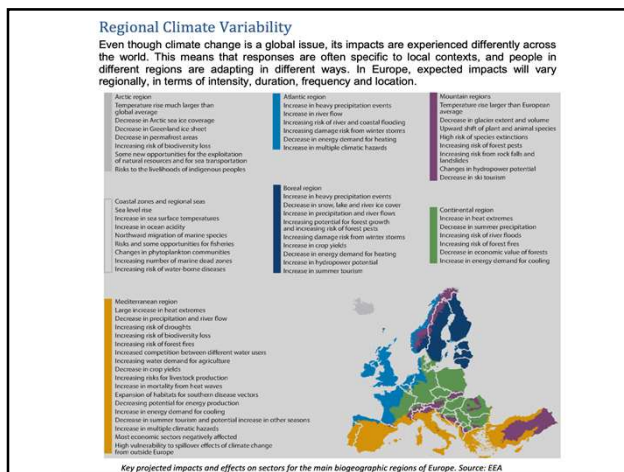 Regional Climate Variability
Even though climate change is a global issue, its impacts are experienced differently across
the world. This means that responses are often specific to local contexts, and people in
different regions are adapting in different ways. In Europe, expected impacts will vary
regionally, in terms of intensity, duration, frequency and location.
Arctic region
Temperature rise much larger than
global average
Decrease in Arctic sea ice coverage
Decrease in Greenland ice sheet
Decrease in permafrost areas
Increasing risk of biodiversity loss
Some new opportunities for the exploitation
of natural resources and for sea transportation
Risks to the livelihoods of indigenous peoples
Atlantic region
Increase in heavy precipitation events
Increase in river flow
Increasing risk of river and coastal flooding
Increasing damage risk from winter storms
Decrease in energy demand for heating
Increase in multiple climatic hazards
Mountain regions
Temperature rise larger than European
average
Decrease in glacier extent and volume
Upward shift of plant and animal species
High risk of species extinctions
Increasing risk of forest pests
Increasing risk from rock falls and
landslides
Changes in hydropower potential
Decrease in ski tourism
Coastal zones and regional seas
Sea level rise
Increase in sea surface temperatures
Increase in ocean acidity
Northward migration of marine species
Risks and some opportunities for fisheries
Changes in phytoplankton communities
Increasing number of marine dead zones
Increasing risk of water-borne diseases
Boreal region
Increase in heavy precipitation events
Decrease in snow, lake and river ice cover
Increase in precipitation and river flows
Increasing potential for forest growth
and increasing risk of forest pests
Increasing damage risk from winter storms
Increase in crop yields
Decrease in energy demand for heating
Increase in hydropower potential
Increase in summer tourism
Continental region
Increase in heat extremes
Decrease in summer precipitation
Increasing risk of river floods
Increasing risk of forest fires
Decrease in economic value of forests
Increase in energy demand for cooling
Mediterranean region
Large increase in heat extremes
Decrease in precipitation and river flow
Increasing risk of droughts
Increasing risk of biodiversity loss
Increasing risk of forest fires
Increased competition between different water users
Increasing water demand for agriculture
Decrease in crop yields
Increasing risks for livestock production
Increase in mortality from heat waves
Expansion of habitats for southern disease vectors
Decreasing potential for energy production
Increase in energy demand for cooling
Decrease in summer tourism and potential increase in other seasons
Increase in multiple climatic hazards
Most economic sectors negatively affected
High vulnerability to spillover effects of climate change
from outside Europe
Key projected impacts and effects on sectors for the main biogeographic regions of Europe. Source: EEA